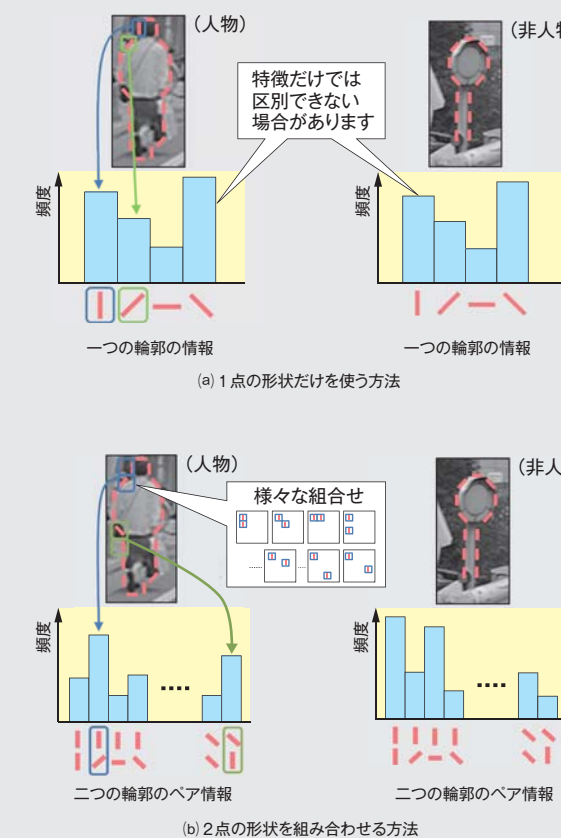 (人物)
(非人物
特徴だけでは
区別できない
場合があります
頻度
頻度
一つの輪郭の情報
一つの輪郭の情報
(a) 1点の形状だけを使う方法
(人物)
(非人
様々な組合せ
頻度
頻度
二つの輪郭のペア情報
二つの輪郭のペア情報
(b) 2点の形状を組み合わせる方法